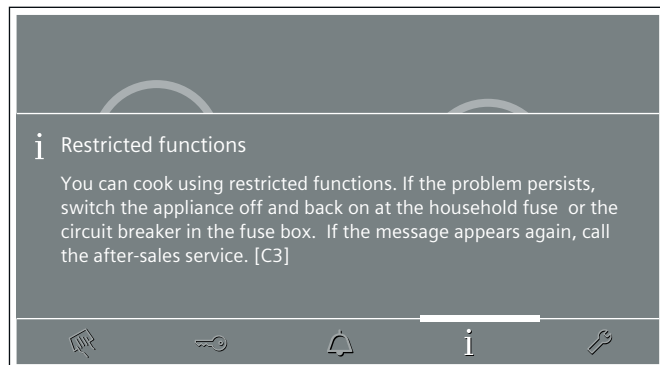 i Restricted functions
You can cook using restricted functions. If the problem persists,
switch the appliance off and back on at the household fuse or the
circuit breaker in the fuse box. If the message appears again, call
the after-sales service. [C3]
i